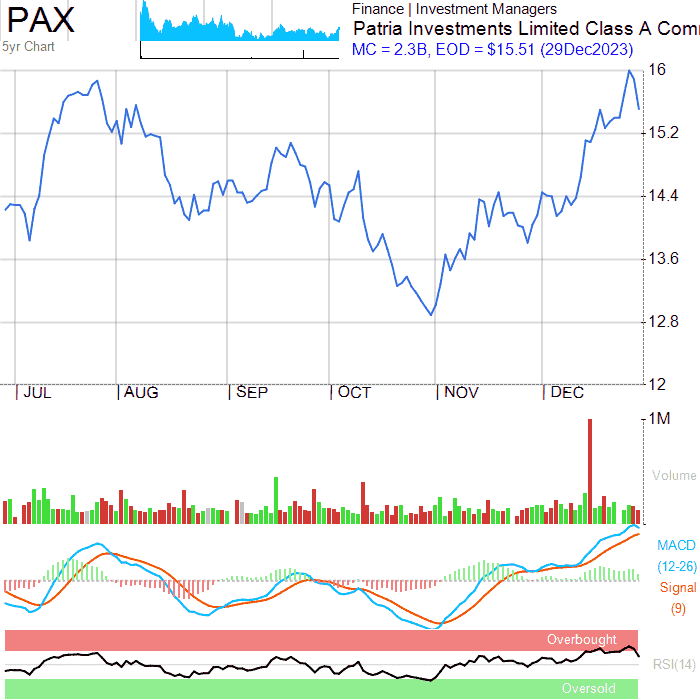 PAX
5yr Chart
Finance | Investment Managers
Patria Investments Limited Class A Com
MC = 2.3B, EOD = $15.51 (29Dec2023)
16
15.2
14.4
13.6
12.8
12
JUL AUG SEP OCT NOV DEC
1M
Volume
MACD
(12-26)
Signal
(9)
Overbought
RSI(14)
Oversold